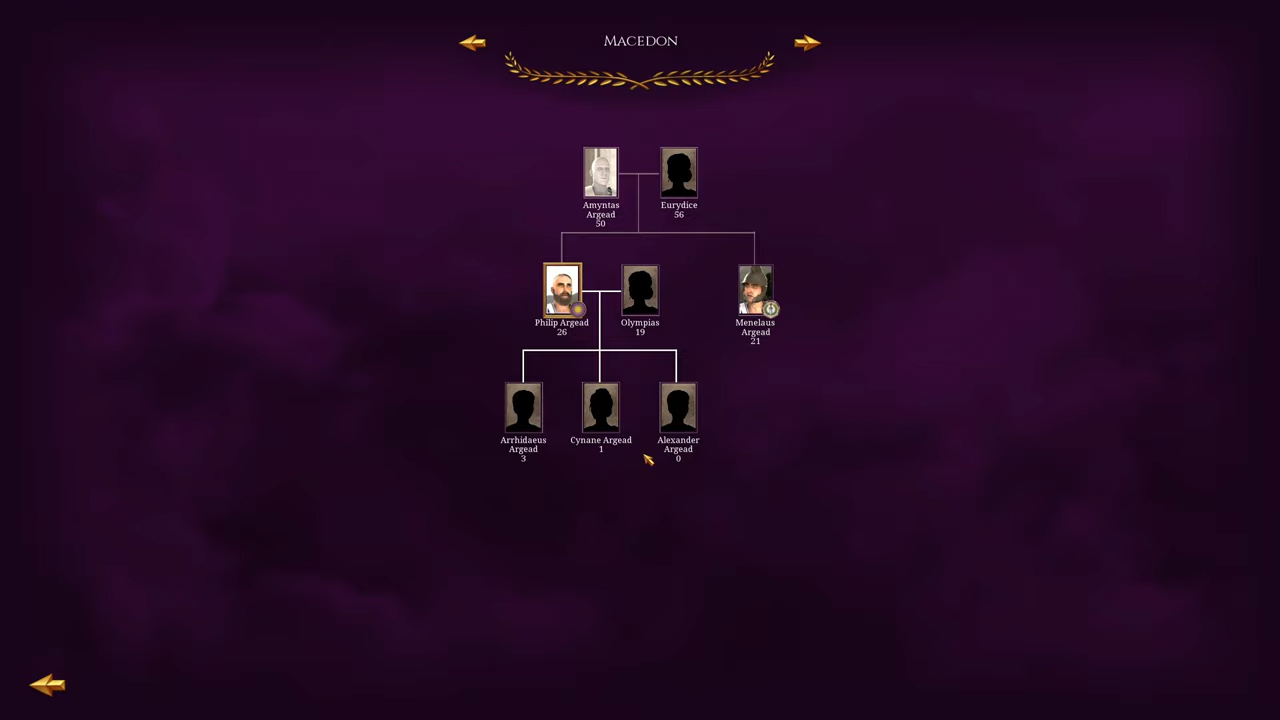 MACEDON
Amyntas
Argead
50
Eurydice
56
Philip Argead
26
Olympias
19
Menelaus
Argead
21
Arrhidaeus
Argead
3
Cynane Argead
1
Alexander
Argead
0